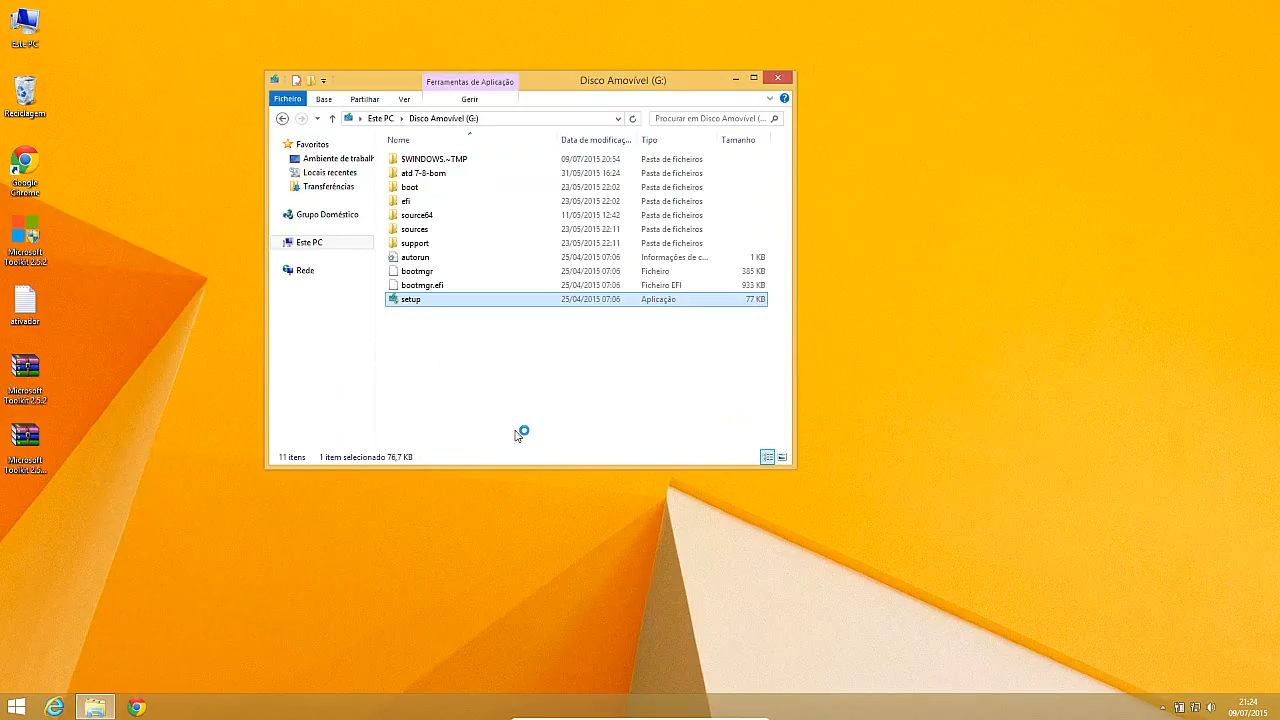 Este PC
Reciclagem
Google
Chrome
Microsoft
Toolkit 2.5.2
ativador
Microsoft
Toolkit 2.5.2
Microsoft
Toolkit 2.5...
Ferramentas de Aplicação
Disco Amovível (G:)
Ficheiro
Base
Partilhar
Ver
Gerir
Este PC
Disco Amovível (G:)
Procurar em Disco Amovível (...
Favoritos
Ambiente de trabalh
Locais recentes
Transferências
Grupo Doméstico
Este PC
Rede
Nome Data de modificaç... Tipo Tamanho
$WINDOWS.~TMP 09/07/2015 20:54 Pasta de ficheiros
atd 7-8-bom 31/05/2015 16:24 Pasta de ficheiros
boot 23/05/2015 22:02 Pasta de ficheiros
efi 23/05/2015 22:02 Pasta de ficheiros
source64 11/05/2015 12:42 Pasta de ficheiros
sources 23/05/2015 22:11 Pasta de ficheiros
support 23/05/2015 22:11 Pasta de ficheiros
autorun 25/04/2015 07:06 Informações de c... 1 KB
bootmgr 25/04/2015 07:06 Ficheiro 385 KB
bootmgr.efi 25/04/2015 07:06 Ficheiro EFI 933 KB
setup 25/04/2015 07:06 Aplicação 77 KB
11 itens 1 item selecionado 76,7 KB
21:24
09/07/2015